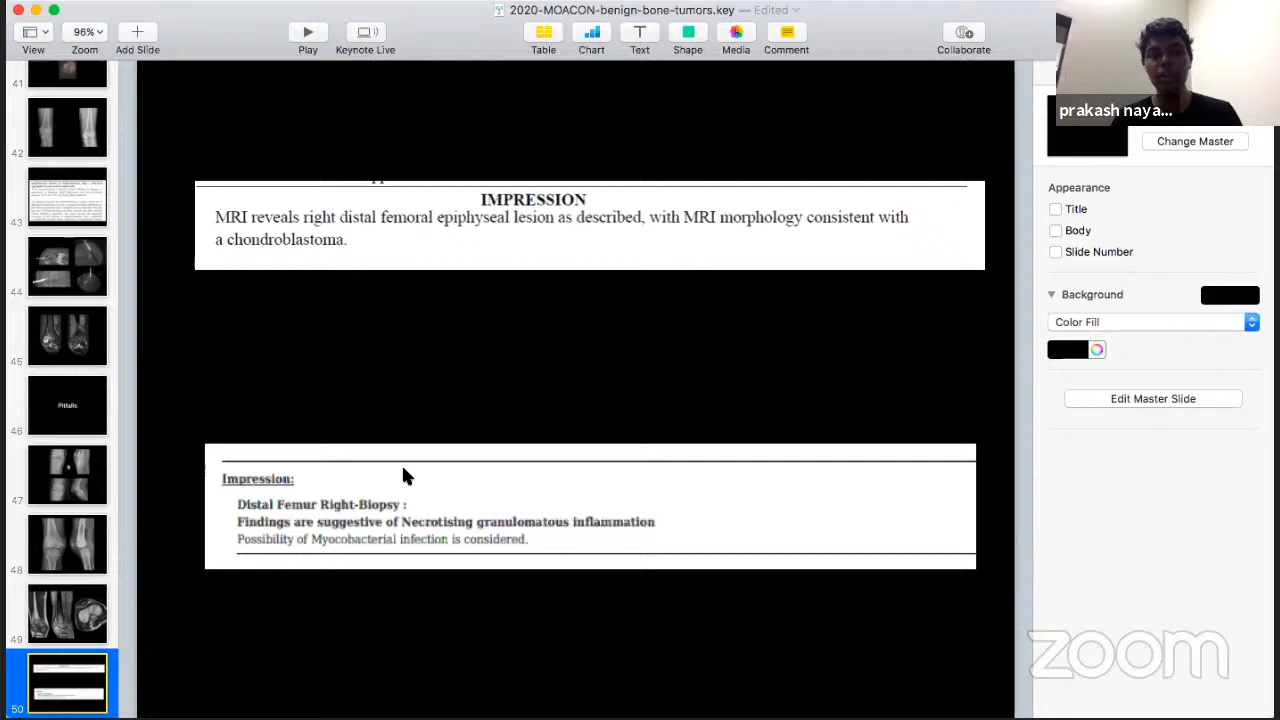 2020-MOACON-benign-bone-tumors.key — Edited
96%
View
Zoom
Add Slide
Play
Keynote Live
Table
Chart
Text
Shape
Media
Comment
Collaborate
prakash naya...
Change Master
Appearance
Title
Body
Slide Number
Background
Color Fill
Edit Master Slide
41
42
43
44
45
Pitfalls
46
47
48
49
50
IMPRESSION
MRI reveals right distal femoral epiphyseal lesion as described, with MRI morphology consistent with
a chondroblastoma.
Impression:
Distal Femur Right-Biopsy :
Findings are suggestive of Necrotising granulomatous inflammation
Possibility of Myocobacterial infection is considered.
zoom